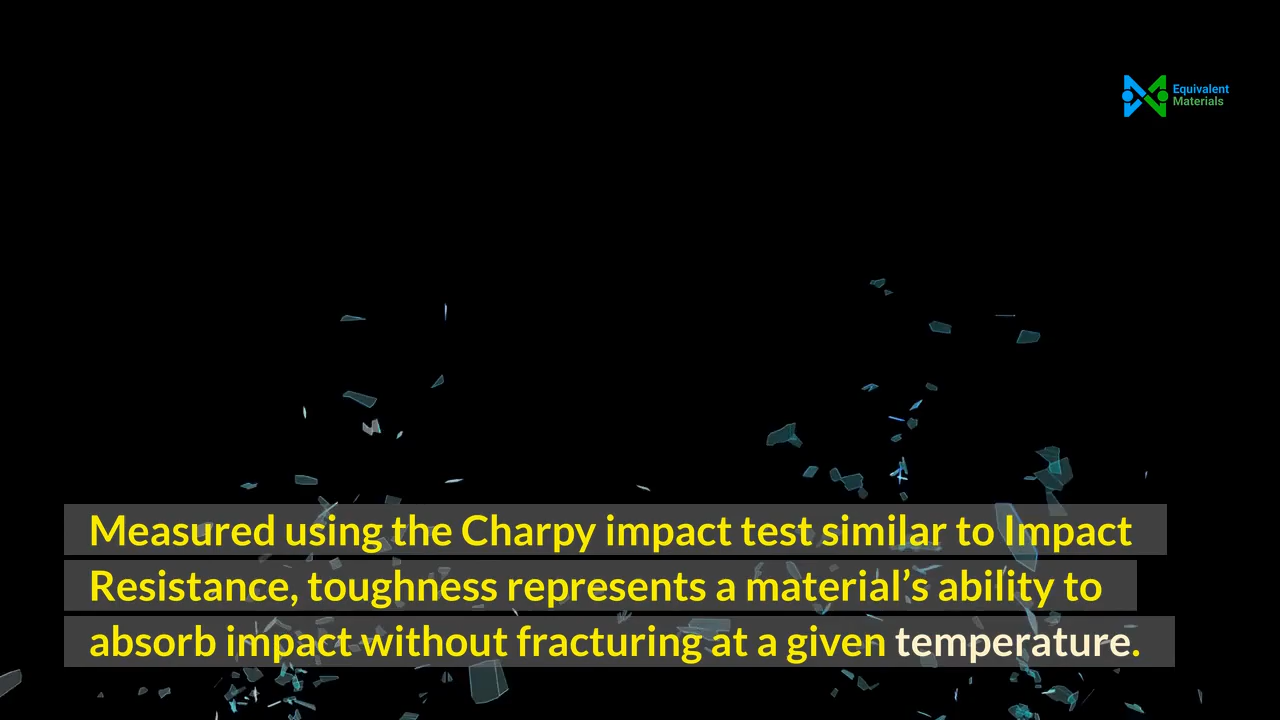 Equivalent
Materials
Measured using the Charpy impact test similar to Impact
Resistance, toughness represents a material’s ability to
absorb impact without fracturing at a given temperature.